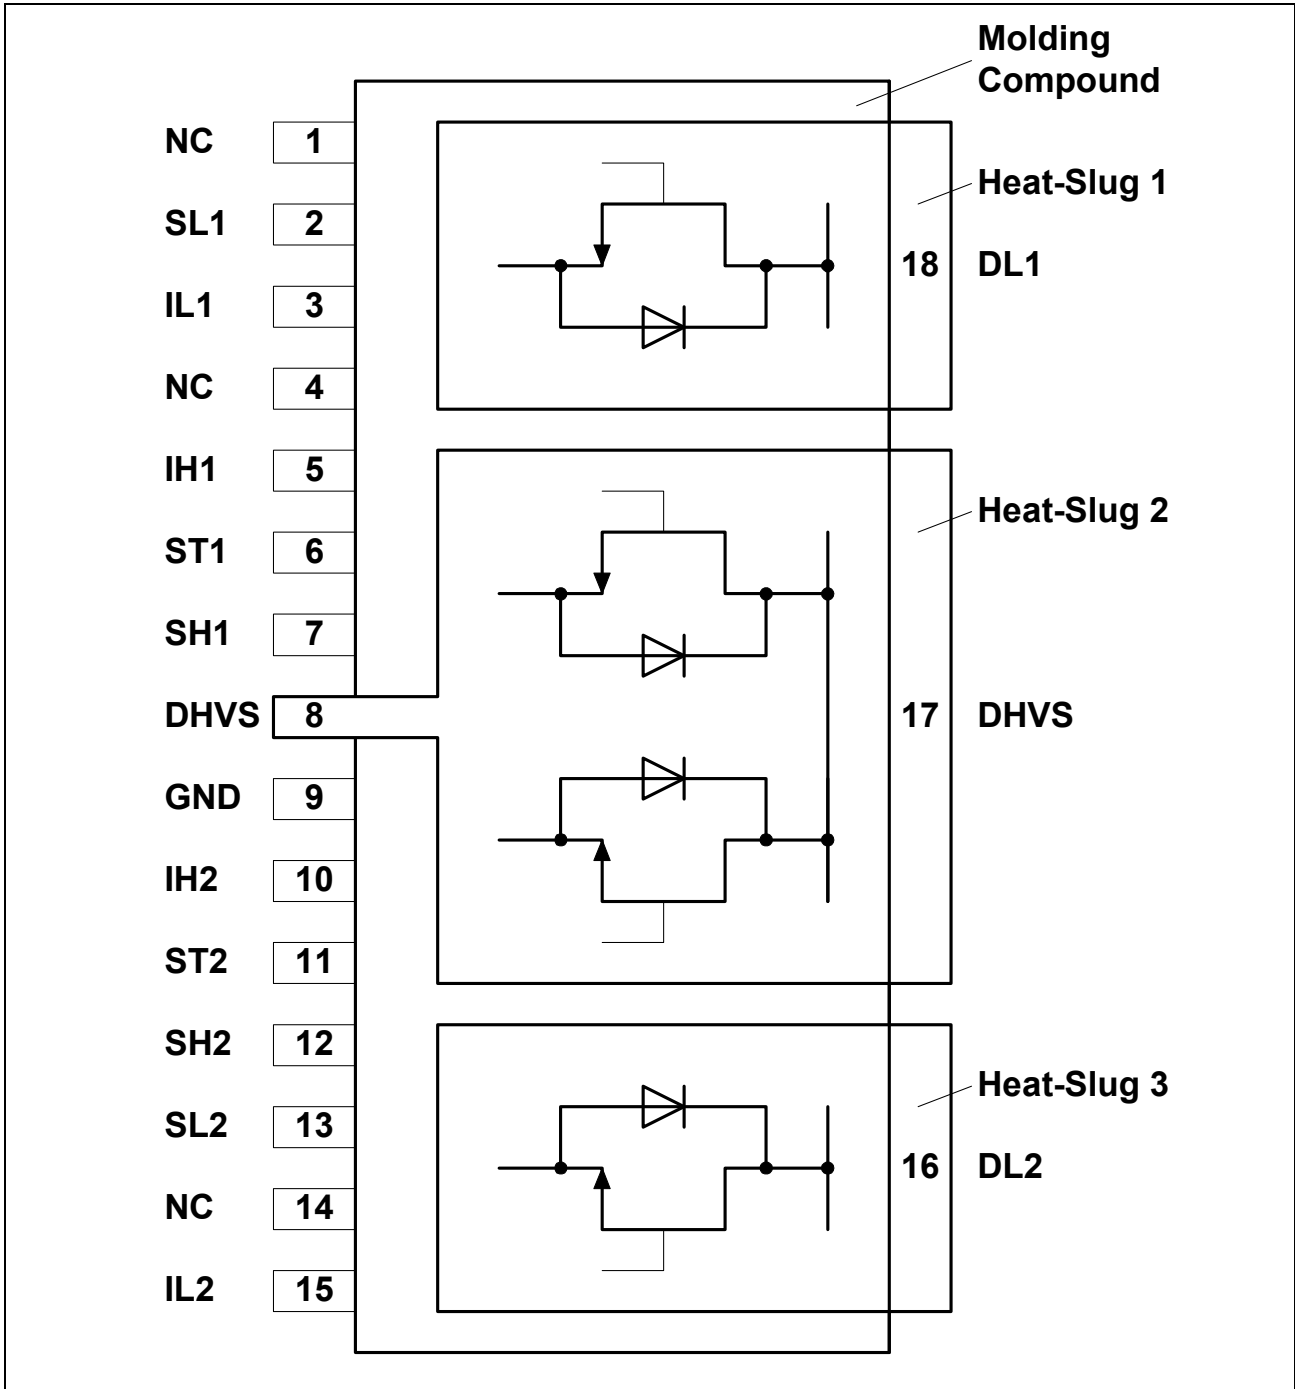 Molding
Compound
NC 1
SL1 2
IL1 3
NC 4
IH1 5
ST1 6
SH1 7
DHVS 8
GND 9
IH2 10
ST2 11
SH2 12
SL2 13
NC 14
IL2 15
Heat-Slug 1
18 DL1
Heat-Slug 2
17 DHVS
Heat-Slug 3
16 DL2